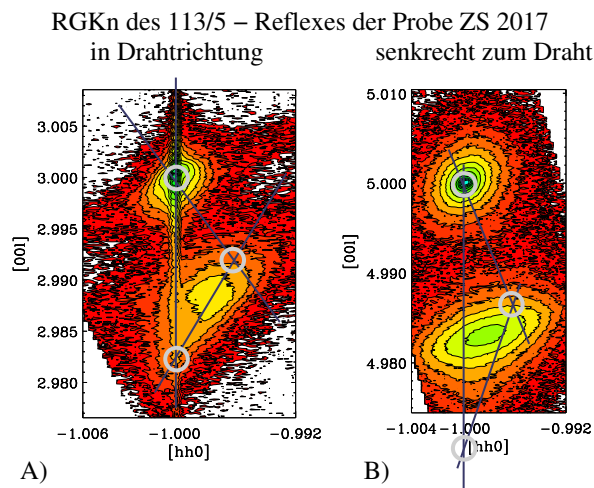 RGKn des 113/5 – Reflexes der Probe ZS 2017
in Drahtrichtung
senkrecht zum Draht
3.005
3.000
2.995
2.990
2.985
2.980
[00l]
−1.006 −1.000 −0.992
[hh0]
A)
5.010
5.000
4.990
4.980
[00l]
−1.004 −1.000 −0.992
[hh0]
B)